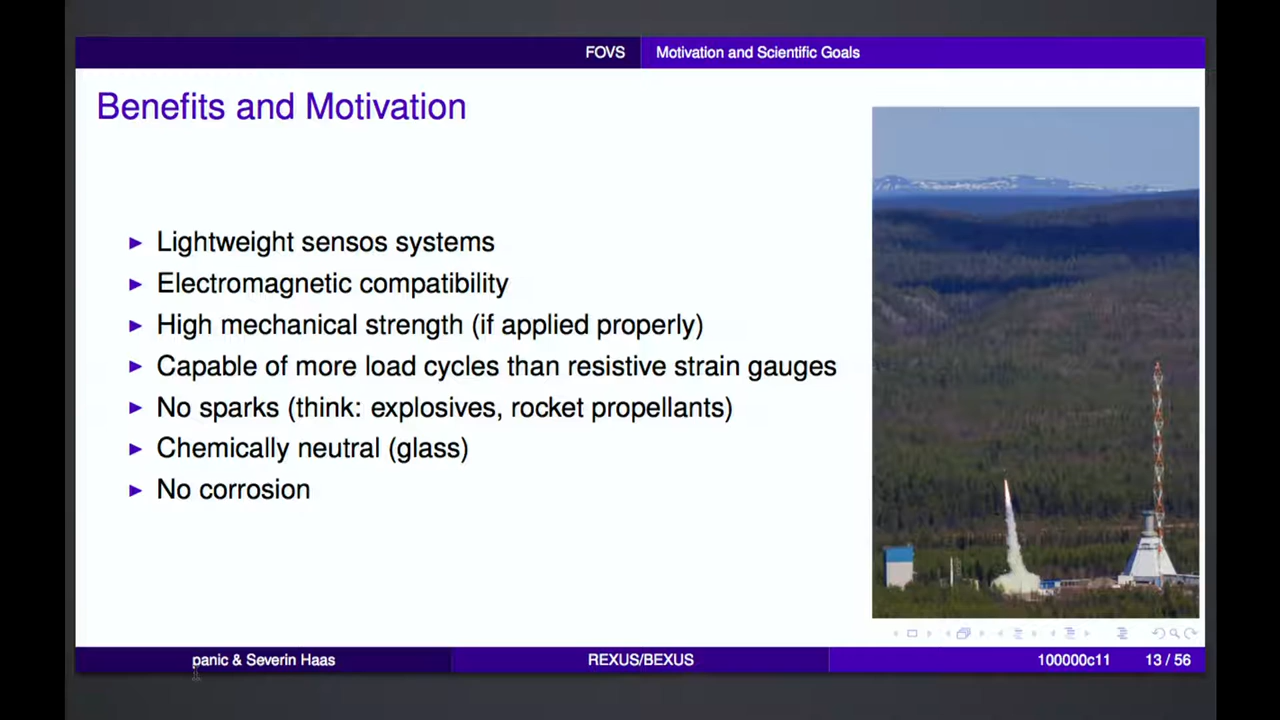 FOVS
Motivation and Scientific Goals
Benefits and Motivation
Lightweight sensos systems
Electromagnetic compatibility
High mechanical strength (if applied properly)
Capable of more load cycles than resistive strain gauges
No sparks (think: explosives, rocket propellants)
Chemically neutral (glass)
No corrosion
panic & Severin Haas
REXUS/BEXUS
100000c11
13 / 56